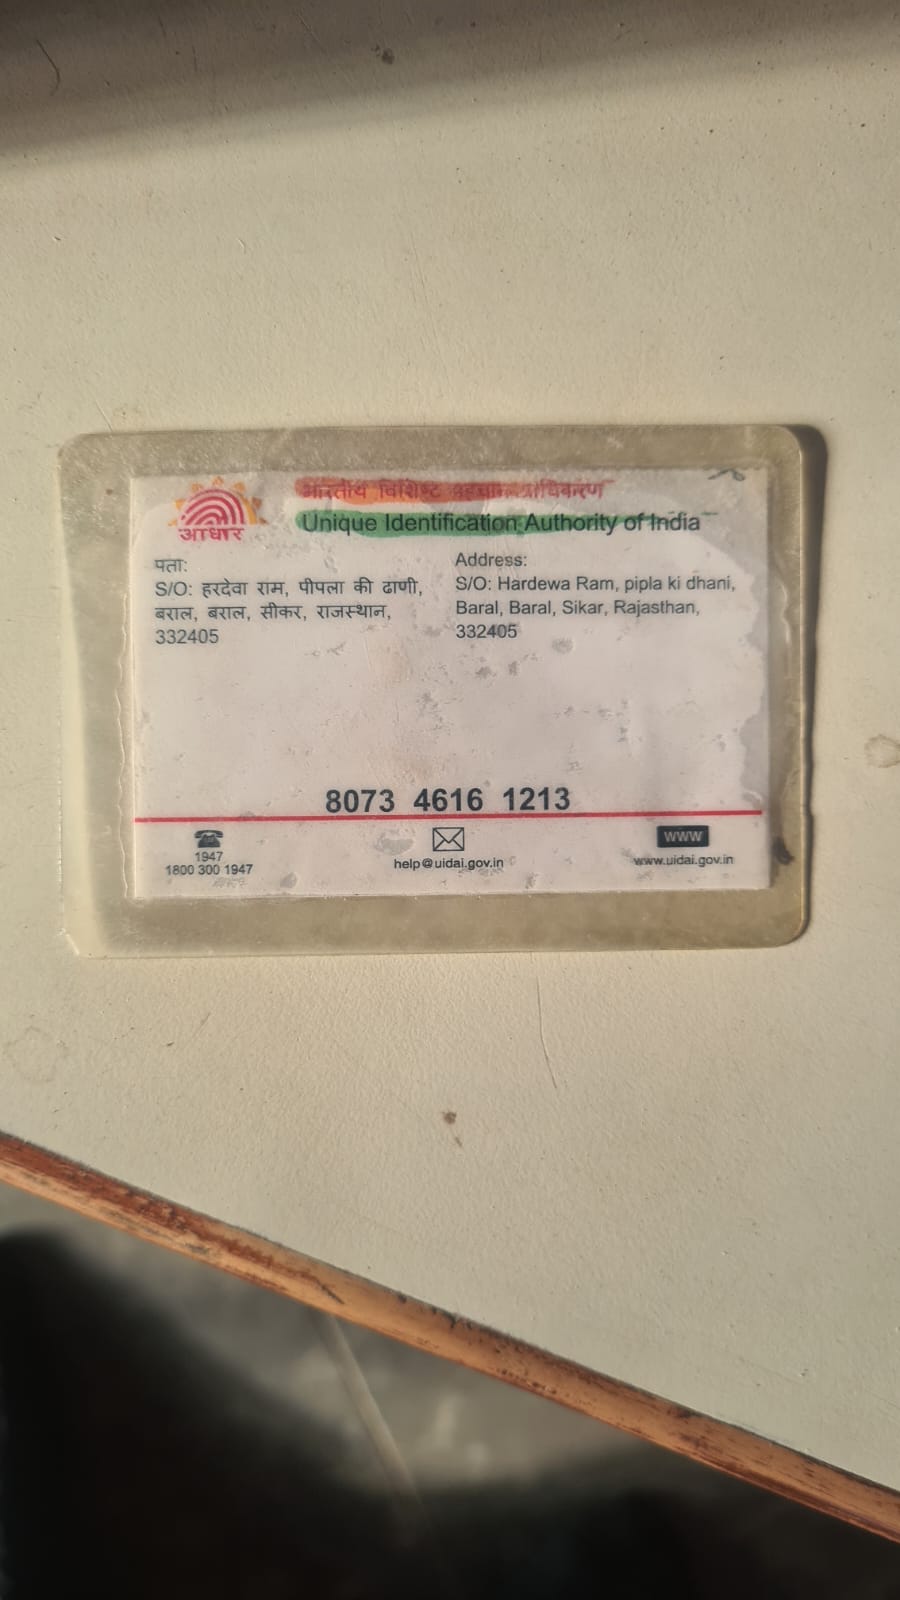 भारतीय विशिष्ट पहचान प्राधिकरण
Unique Identification Authority of India
आधार
पता:
S/O: हरदेवा राम, पीपला की ढाणी,
बराल, बराल, सीकर, राजस्थान,
332405
Address:
S/O: Hardewa Ram, pipla ki dhani,
Baral, Baral, Sikar, Rajasthan,
332405
8073 4616 1213
1947
1800 300 1947
help@uidai.gov.in
WWW
www.uidai.gov.in